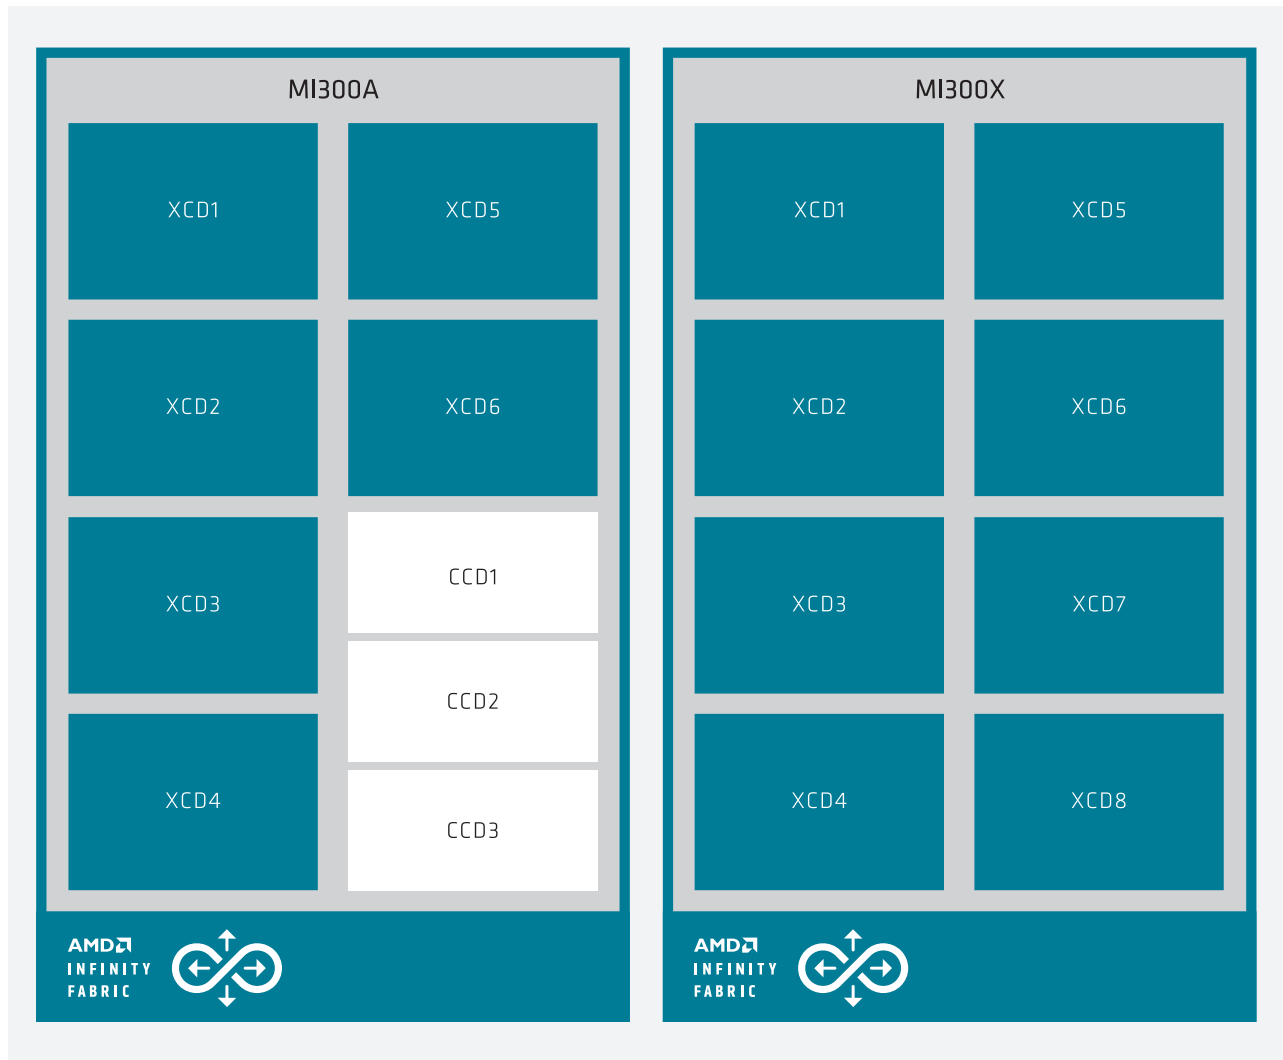 MI300A
XCD1
XCD5
XCD2
XCD6
XCD3
CCD1
CCD2
XCD4
CCD3
AMD
INFINITY
FABRIC
MI300X
XCD1
XCD5
XCD2
XCD6
XCD3
XCD7
XCD4
XCD8
AMD
INFINITY
FABRIC